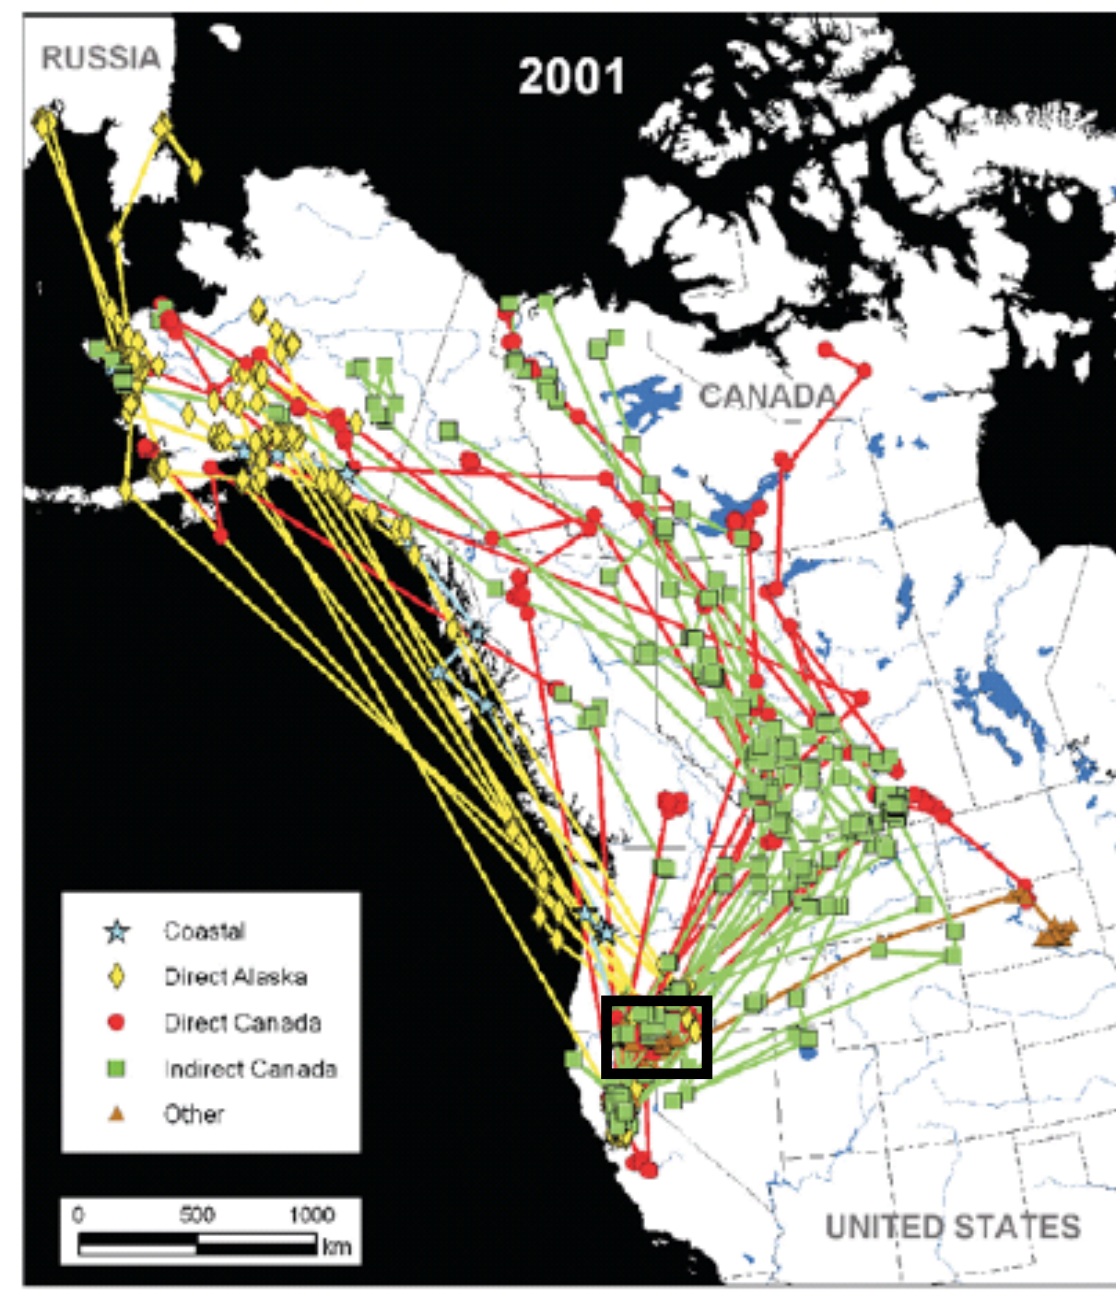 RUSSIA
2001
CANADA
Coastal
Direct Alaska
Direct Canada
Indirect Canada
Other
0 500 1000
km
UNITED STATES